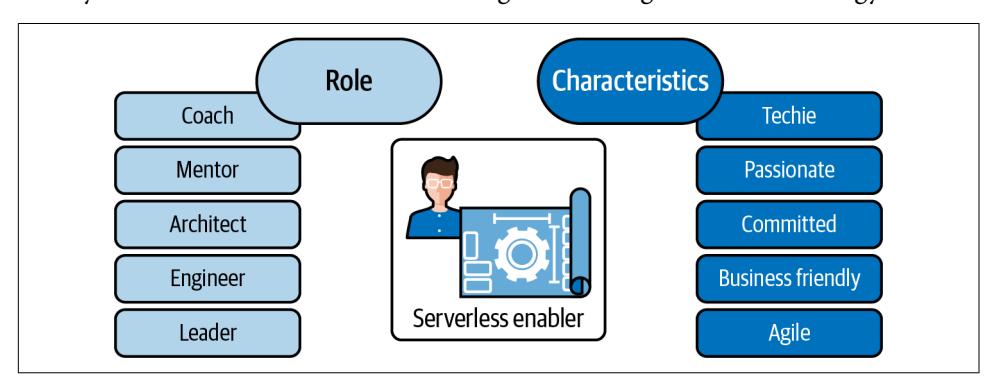 Role
Coach
Mentor
Architect
Engineer
Leader
Serverless enabler
Characteristics
Techie
Passionate
Committed
Business friendly
Agile